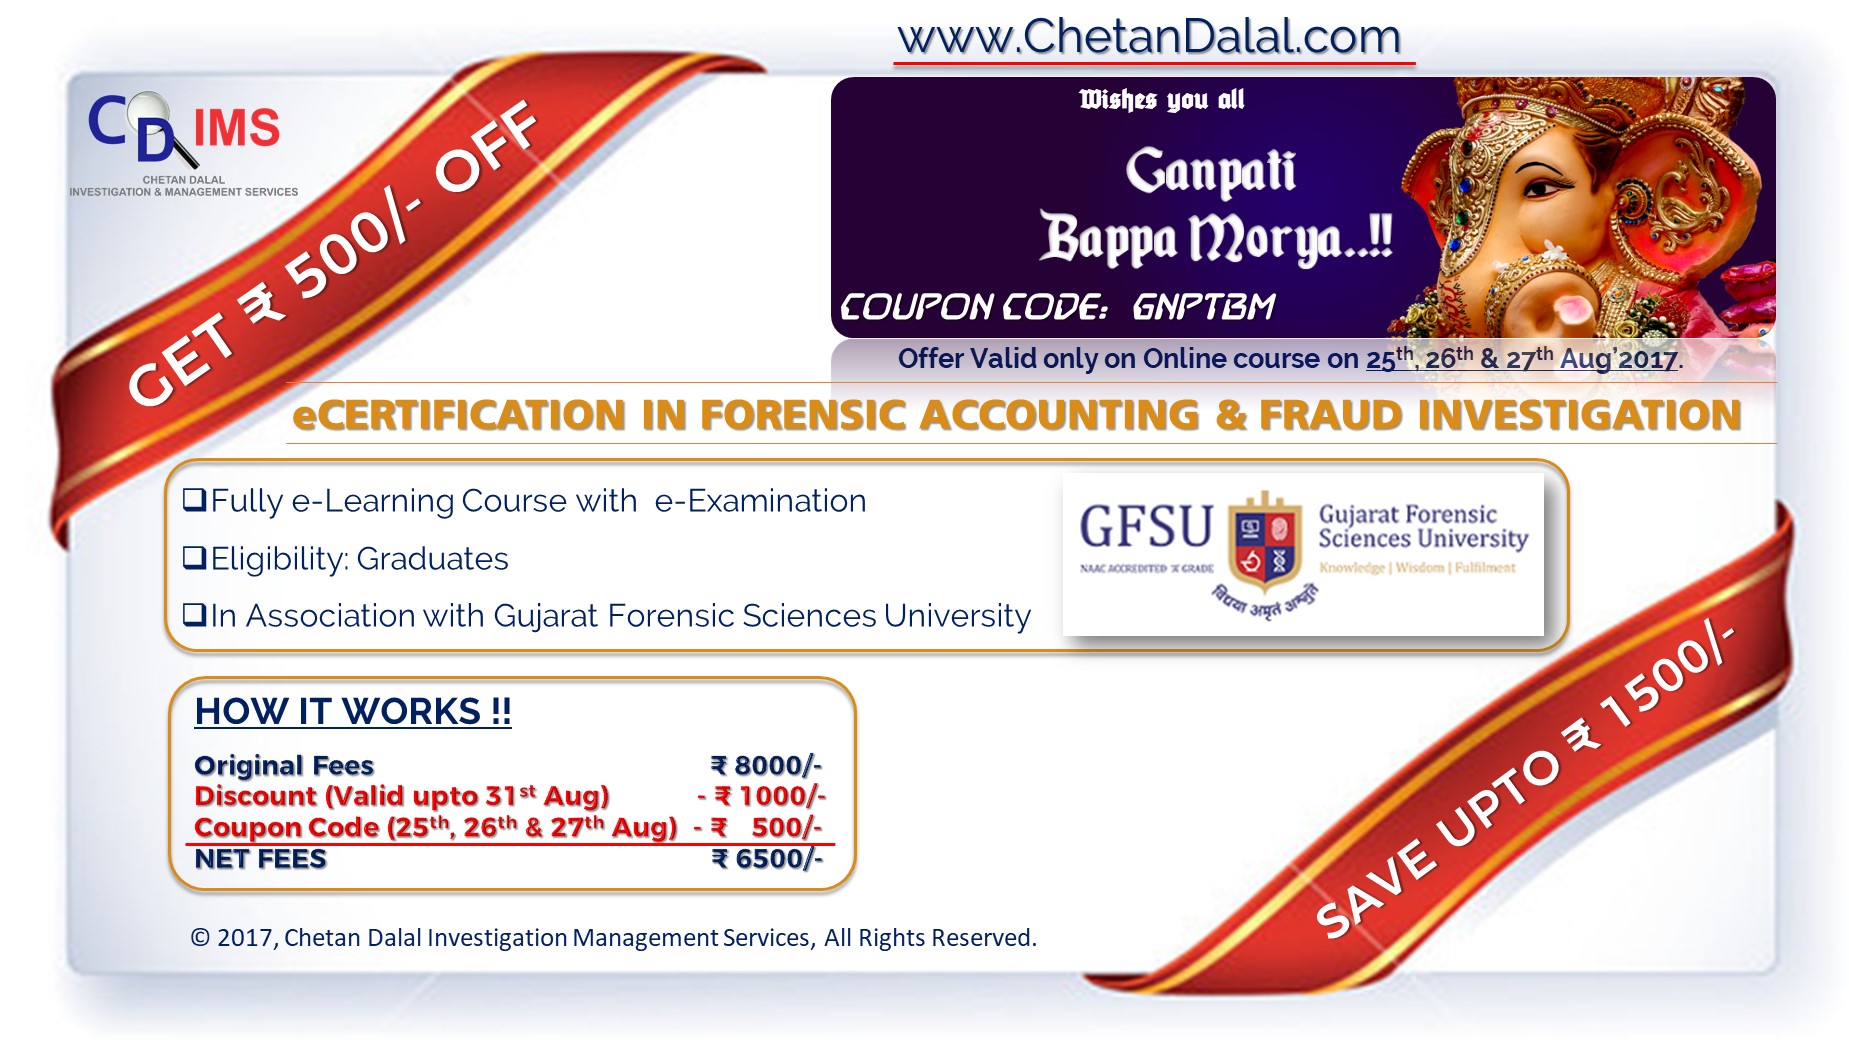 www.ChetanDalal.com
CD IMS
CHETAN DALAL
INVESTIGATION & MANAGEMENT SERVICES
GET ₹ 500/- OFF
Wishes you all
Ganpati
Bappa Morya..!!
COUPON CODE: GNPTBM
Offer Valid only on Online course on 25th, 26th & 27th Aug'2017.
eCERTIFICATION IN FORENSIC ACCOUNTING & FRAUD INVESTIGATION
❑Fully e-Learning Course with e-Examination
❑Eligibility: Graduates
❑In Association with Gujarat Forensic Sciences University
GFSU
NAAC ACCREDITED 'A' GRADE
विद्यया अमृतं अश्नुते
Gujarat Forensic
Sciences University
Knowledge | Wisdom | Fulfilment
HOW IT WORKS !!
Original Fees ₹ 8000/-
Discount (Valid upto 31st Aug) - ₹ 1000/-
Coupon Code (25th, 26th & 27th Aug) - ₹ 500/-
NET FEES ₹ 6500/-
SAVE UPTO ₹ 1500/-
© 2017, Chetan Dalal Investigation Management Services, All Rights Reserved.